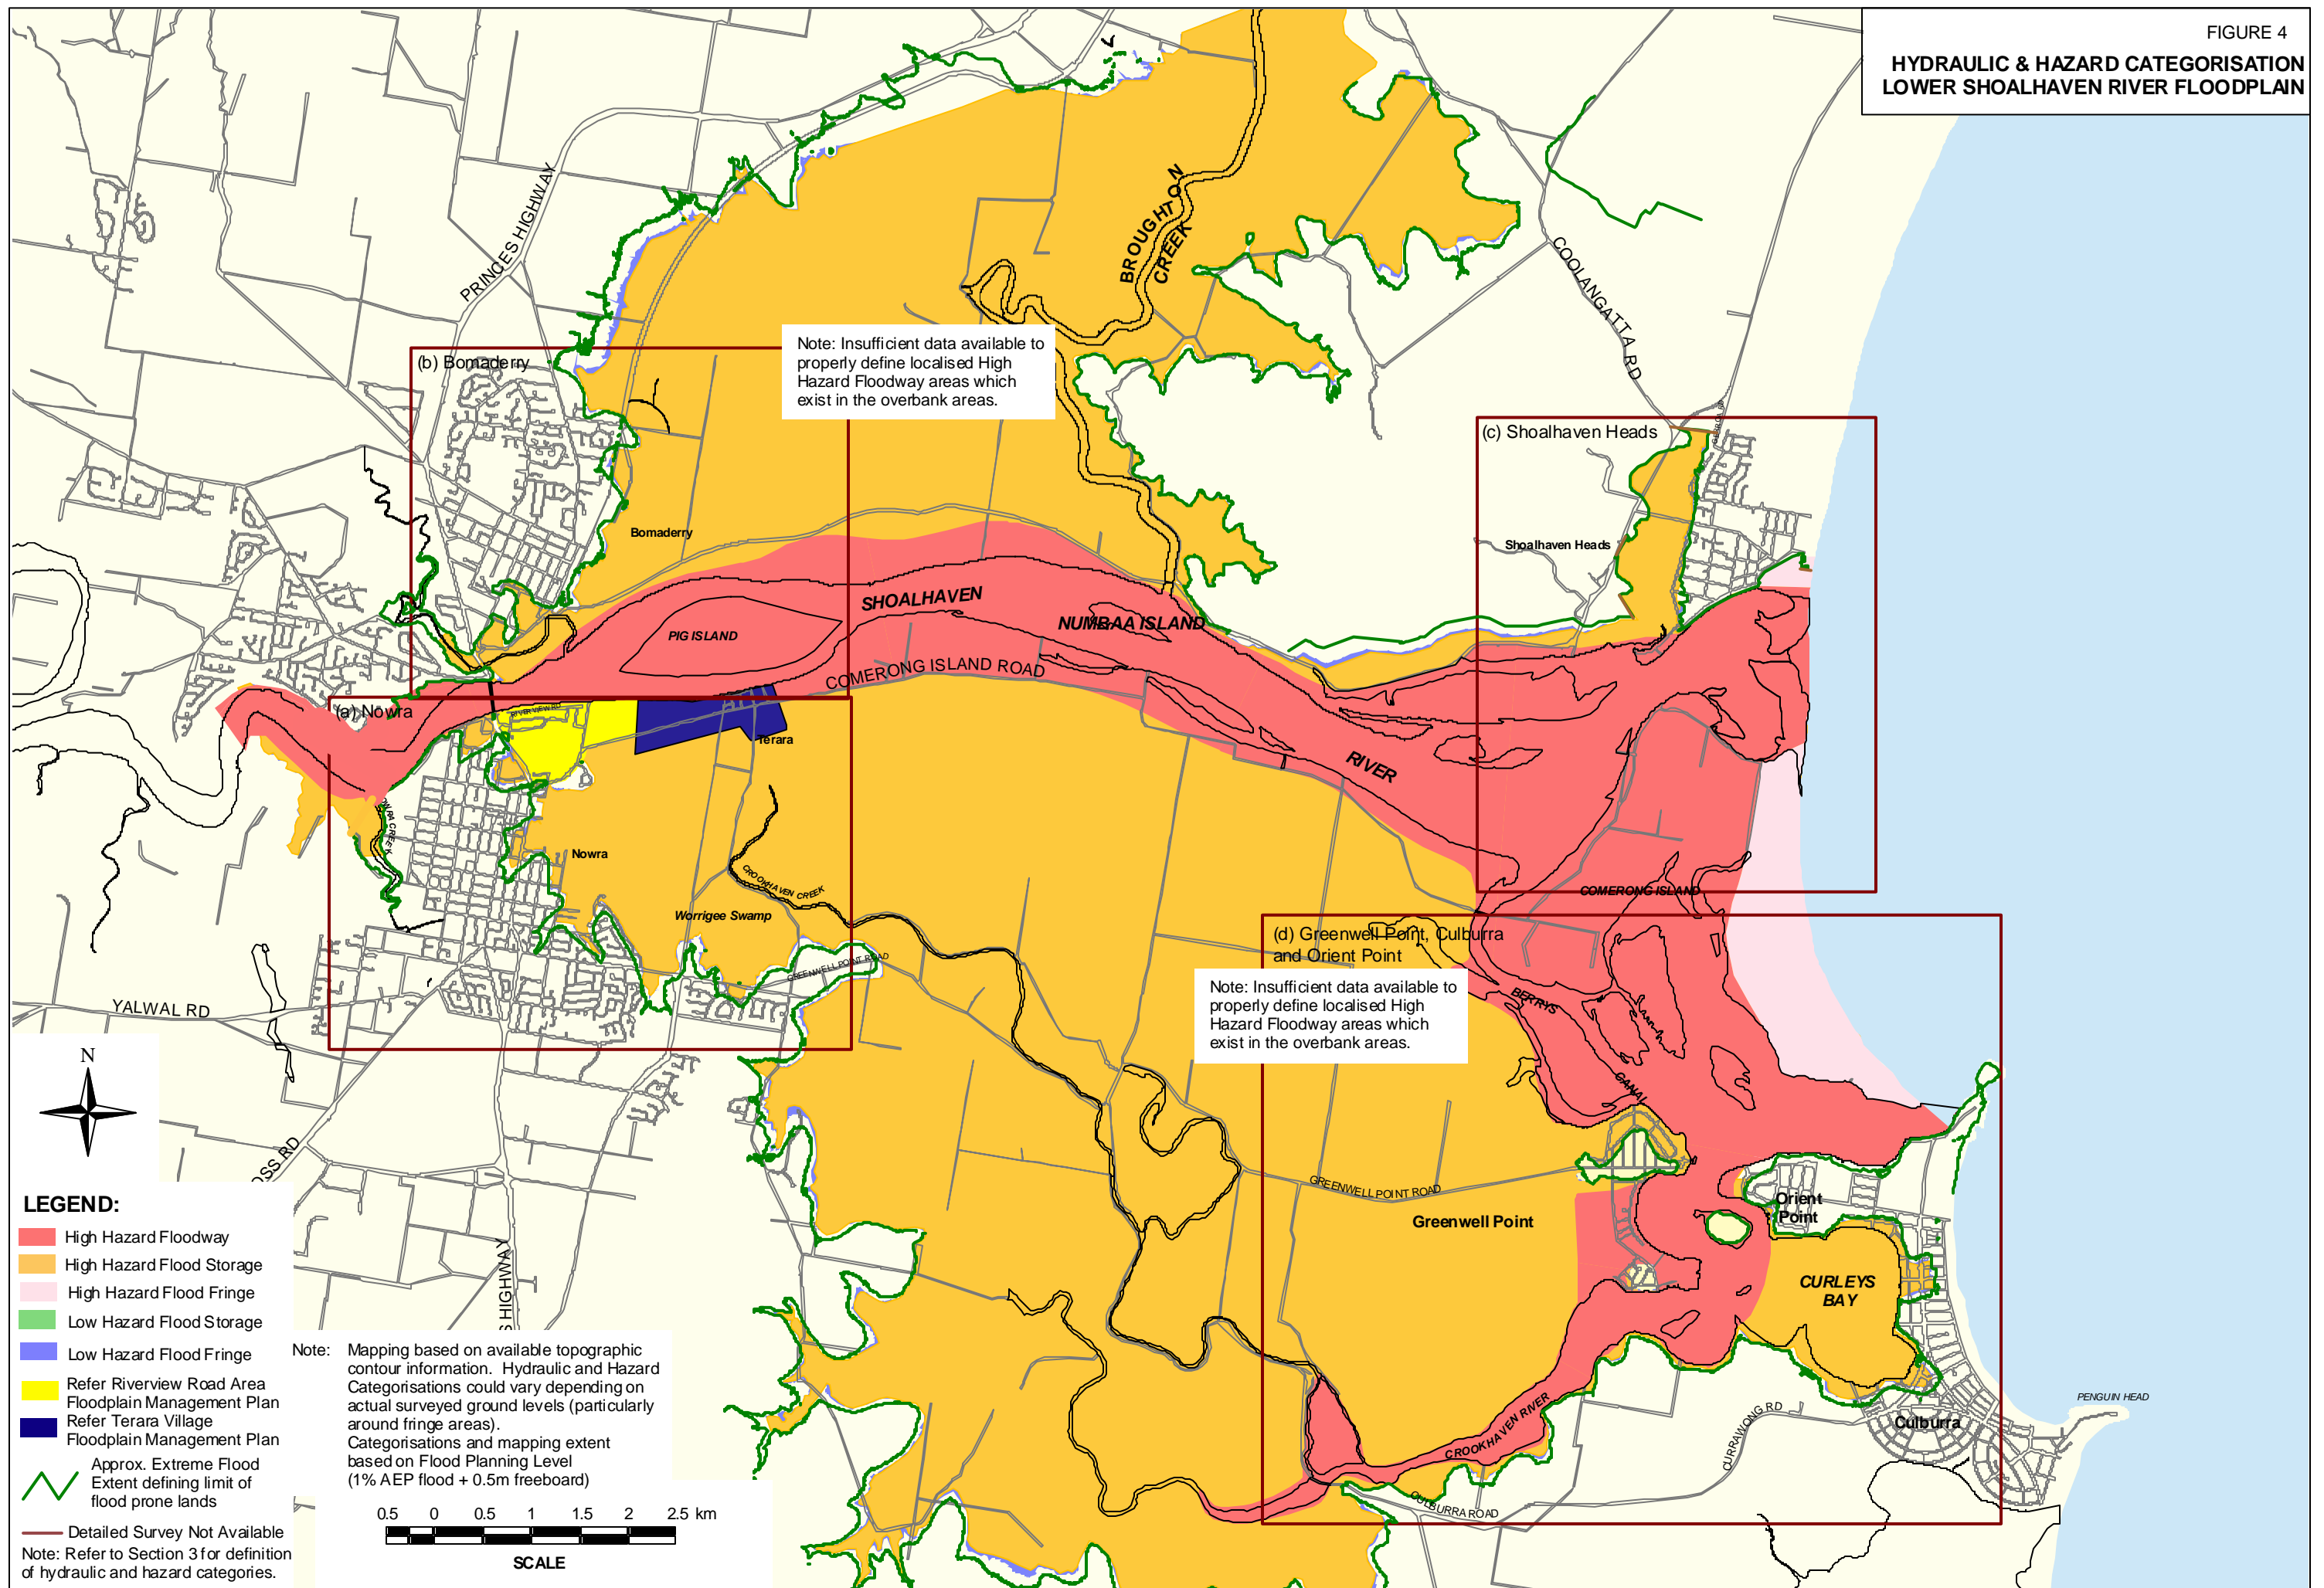 FIGURE 4
HYDRAULIC & HAZARD CATEGORISATION
LOWER SHOALHAVEN RIVER FLOODPLAIN
PRINCES HIGHWAY
BROUGHTON
CREEK
COOLANGATTA RD
Note: Insufficient data available to
properly define localised High
Hazard Floodway areas which
exist in the overbank areas.
(b) Bomaderry
(c) Shoalhaven Heads
Bomaderry
Shoalhaven Heads
SHOALHAVEN
PIG ISLAND
NUMBAA ISLAND
COMERONG ISLAND ROAD
(a) Nowra
RIVERVIEW RD
Terara
RIVER
Nowra
CROOKHAVEN CREEK
COMERONG ISLAND
Worrigee Swamp
(d) Greenwell Point, Culburra
and Orient Point
GREENWELL POINT ROAD
Note: Insufficient data available to
properly define localised High
Hazard Floodway areas which
exist in the overbank areas.
BERRYS
CANAL
YALWAL RD
N
OSS RD
GREENWELL POINT ROAD
Greenwell Point
Orient
Point
CURLEYS
BAY
S HIGHWAY
PENGUIN HEAD
Culburra
CURRAWONG RD
CROOKHAVEN RIVER
CULBURRA ROAD
LEGEND:
High Hazard Floodway
High Hazard Flood Storage
High Hazard Flood Fringe
Low Hazard Flood Storage
Low Hazard Flood Fringe
Refer Riverview Road Area
Floodplain Management Plan
Refer Terara Village
Floodplain Management Plan
Approx. Extreme Flood
Extent defining limit of
flood prone lands
Detailed Survey Not Available
Note: Refer to Section 3 for definition
of hydraulic and hazard categories.
Note: Mapping based on available topographic
contour information. Hydraulic and Hazard
Categorisations could vary depending on
actual surveyed ground levels (particularly
around fringe areas).
Categorisations and mapping extent
based on Flood Planning Level
(1% AEP flood + 0.5m freeboard)
0.5 0 0.5 1 1.5 2 2.5 km
SCALE